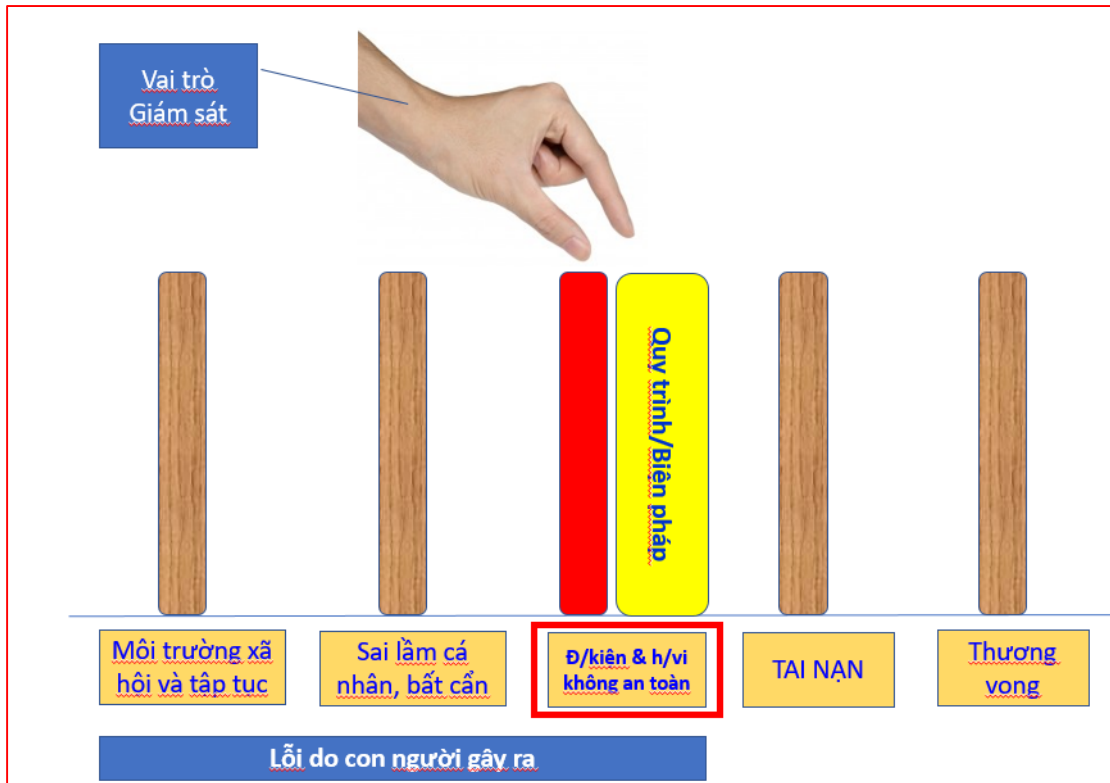 Vai trò
Giám sát
Quy trình/Biện pháp
Môi trường xã
hội và tập tục
Sai lầm cá
nhân, bất cẩn
Đ/kiện & h/vi
không an toàn
TAI NẠN
Thương
vong
Lỗi do con người gây ra